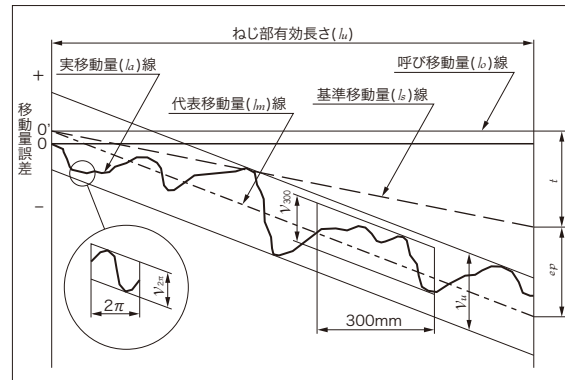 ねじ部有効長さ(lu)
実移動量(la)線
呼び移動量(lo)線
代表移動量(lm)線
基準移動量(ls)線
+
移動量誤差
0'
0
−
t
ep
V300
Vu
V2π
2π
300mm